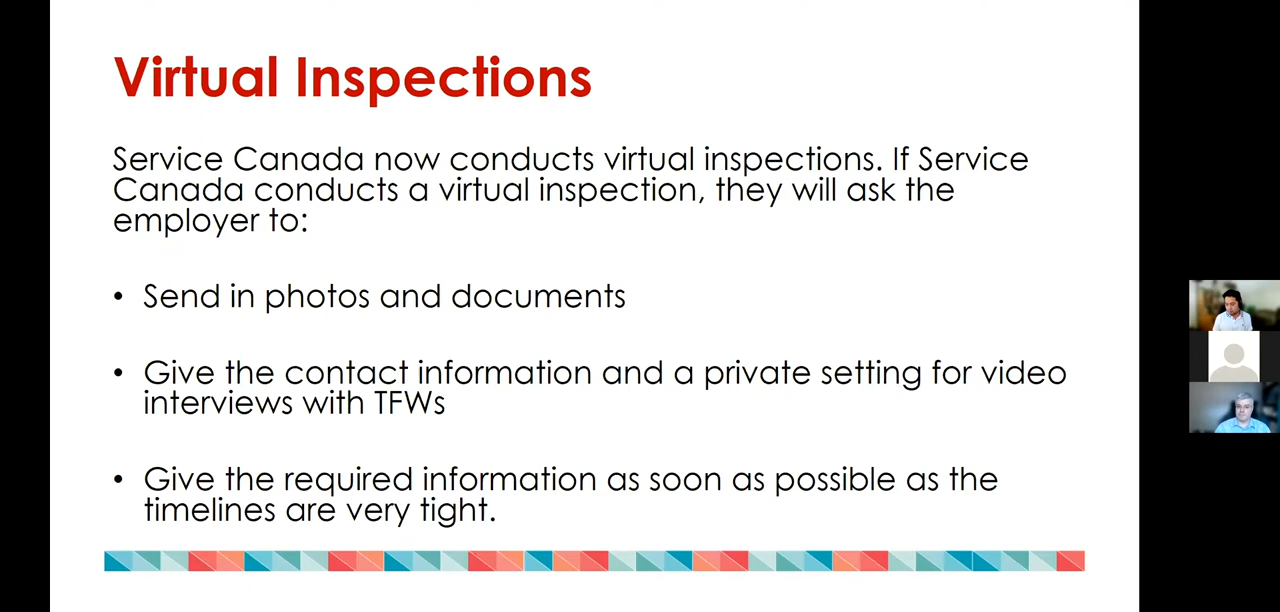 Virtual Inspections
Service Canada now conducts virtual inspections. If Service
Canada conducts a virtual inspection, they will ask the
employer to:
• Send in photos and documents
• Give the contact information and a private setting for video
interviews with TFWs
• Give the required information as soon as possible as the
timelines are very tight.